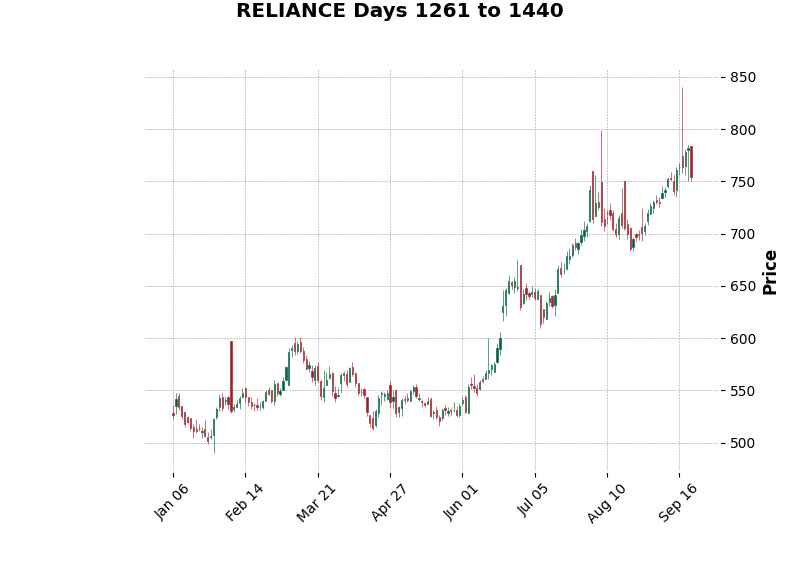 RELIANCE Days 1261 to 1440
850
800
750
700
650
600
550
500
Price
Jan 06
Feb 14
Mar 21
Apr 27
Jun 01
Jul 05
Aug 10
Sep 16